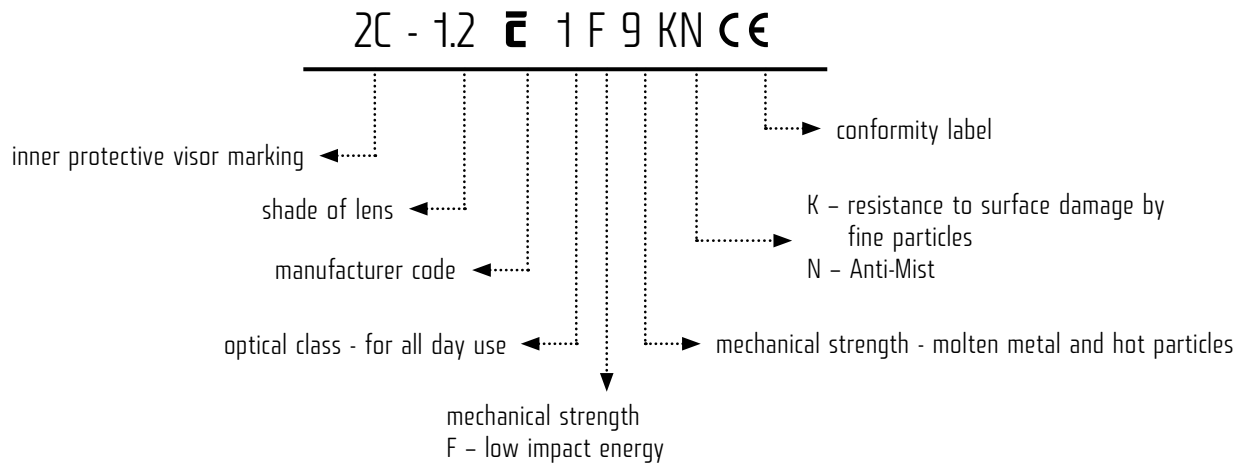 2C - 1.2 C 1 F 9 KN CE
conformity label
inner protective visor marking
shade of lens
K – resistance to surface damage by
fine particles
N – Anti-Mist
manufacturer code
optical class - for all day use
mechanical strength - molten metal and hot particles
mechanical strength
F – low impact energy